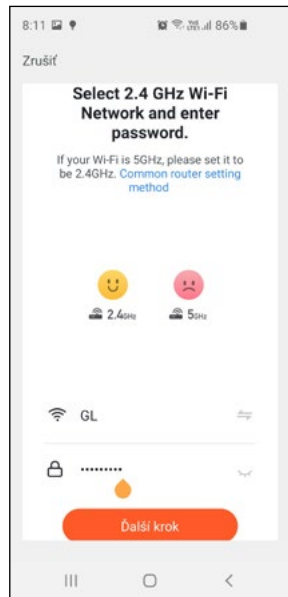 8:11 86%
Zrušiť
Select 2.4 GHz Wi-Fi
Network and enter
password.
If your Wi-Fi is 5GHz, please set it to
be 2.4GHz. Common router setting
method
2.4GHz 5GHz
GL
•••••••••
Ďalší krok